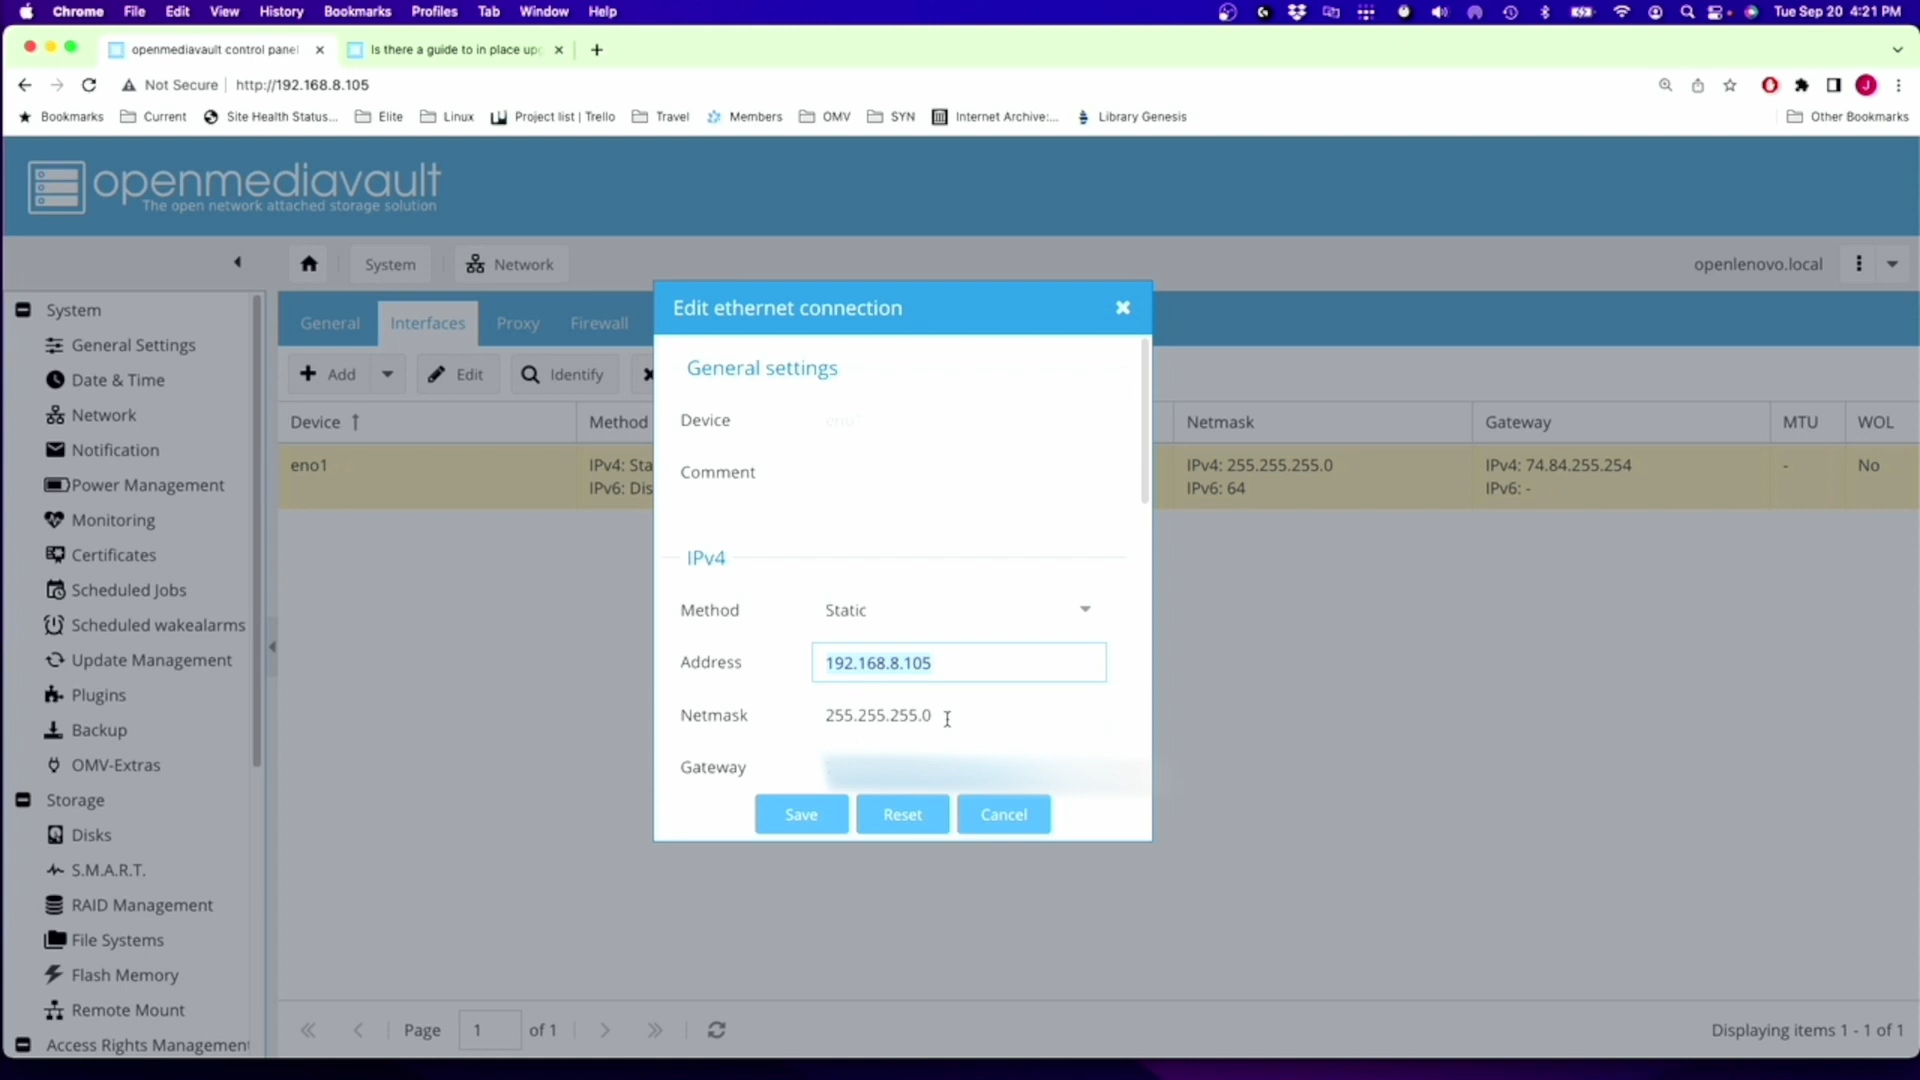 Chrome File Edit View History Bookmarks Profiles Tab Window Help Tue Sep 20 4:21 PM
openmediavault control panel Is there a guide to in place upg
Not Secure http://192.168.8.105
Bookmarks Current Site Health Status... Elite Linux Project list | Trello Travel Members OMV SYN Internet Archive:... Library Genesis Other Bookmarks
openmediavault
The open network attached storage solution
System Network openlenovo.local
System
General Settings
Date & Time
Network
Notification
Power Management
Monitoring
Certificates
Scheduled Jobs
Scheduled wakealarms
Update Management
Plugins
Backup
OMV-Extras
Storage
Disks
S.M.A.R.T.
RAID Management
File Systems
Flash Memory
Remote Mount
Access Rights Management
General Interfaces Proxy Firewall
Add Edit Identify
Device Method Netmask Gateway MTU WOL
eno1 IPv4: Sta IPv4: 255.255.255.0 IPv4: 74.84.255.254 - No
IPv6: Dis IPv6: 64 IPv6: -
Edit ethernet connection
General settings
Device eno1
Comment
IPv4
Method Static
Address 192.168.8.105
Netmask 255.255.255.0
Gateway
Save Reset Cancel
Page 1 of 1 Displaying items 1 - 1 of 1